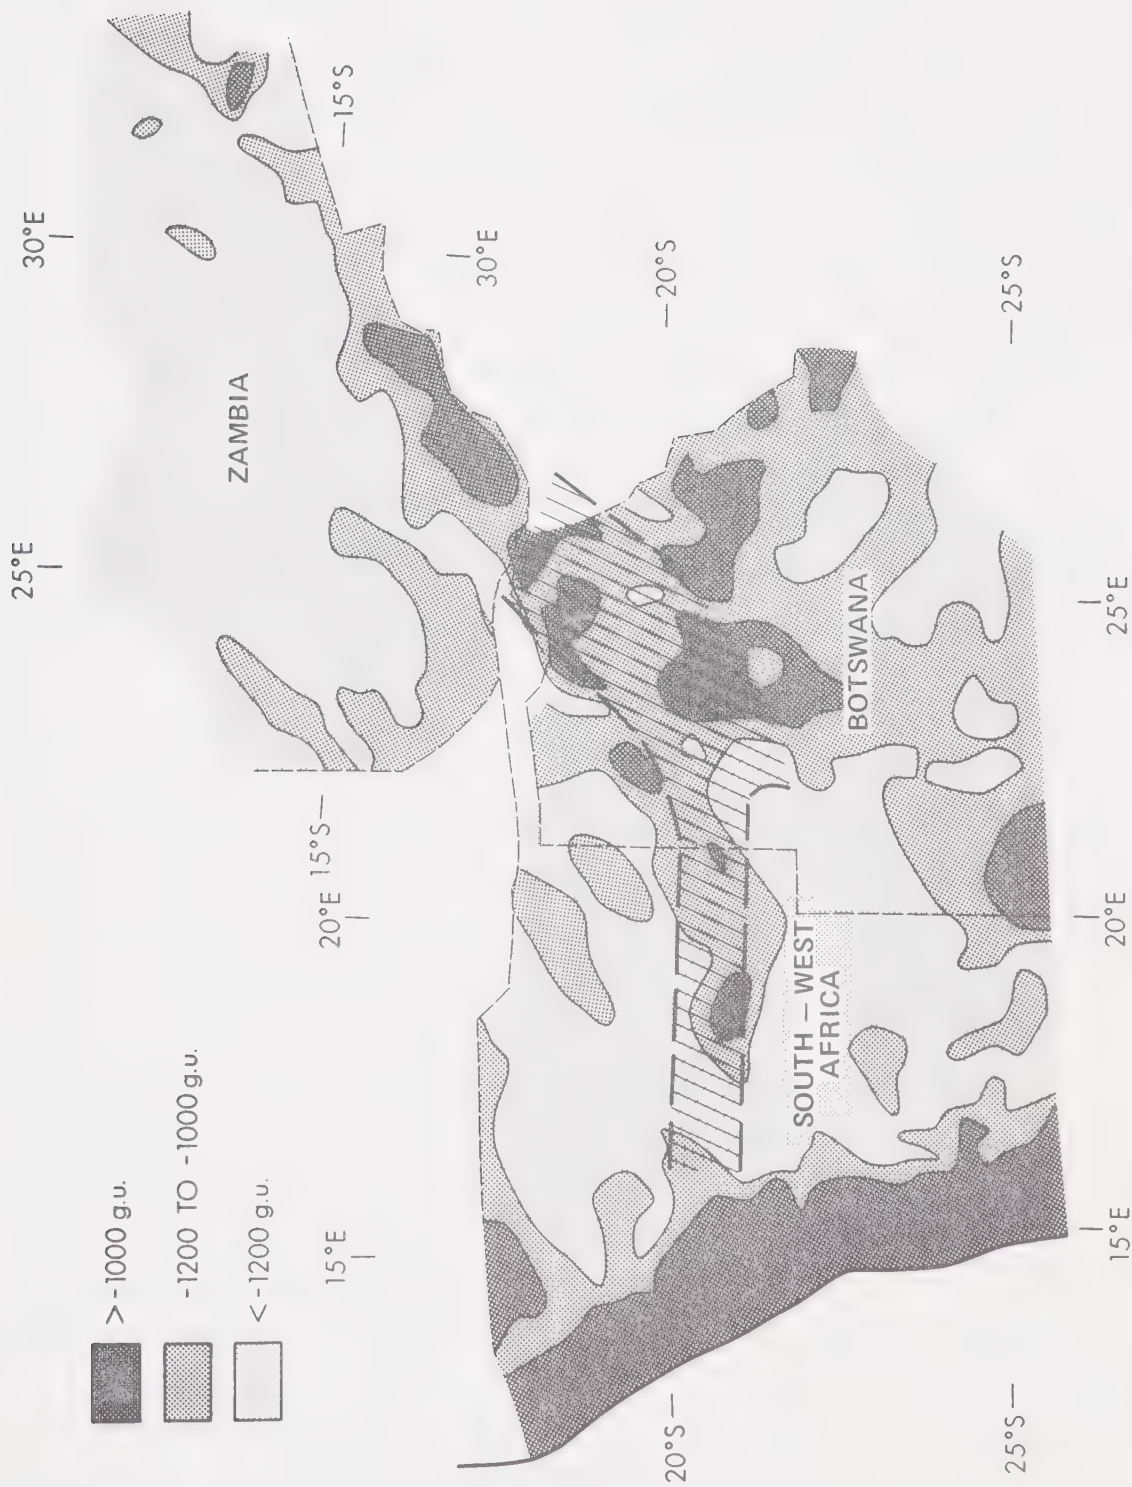 25°E
30°E
> -1000 g.u.
-1200 TO -1000 g.u.
< -1200 g.u.
ZAMBIA
15°E
20°E
15°S
15°S
30°E
20°S
20°S
SOUTH – WEST
AFRICA
BOTSWANA
25°S
25°S
15°E
20°E
25°E